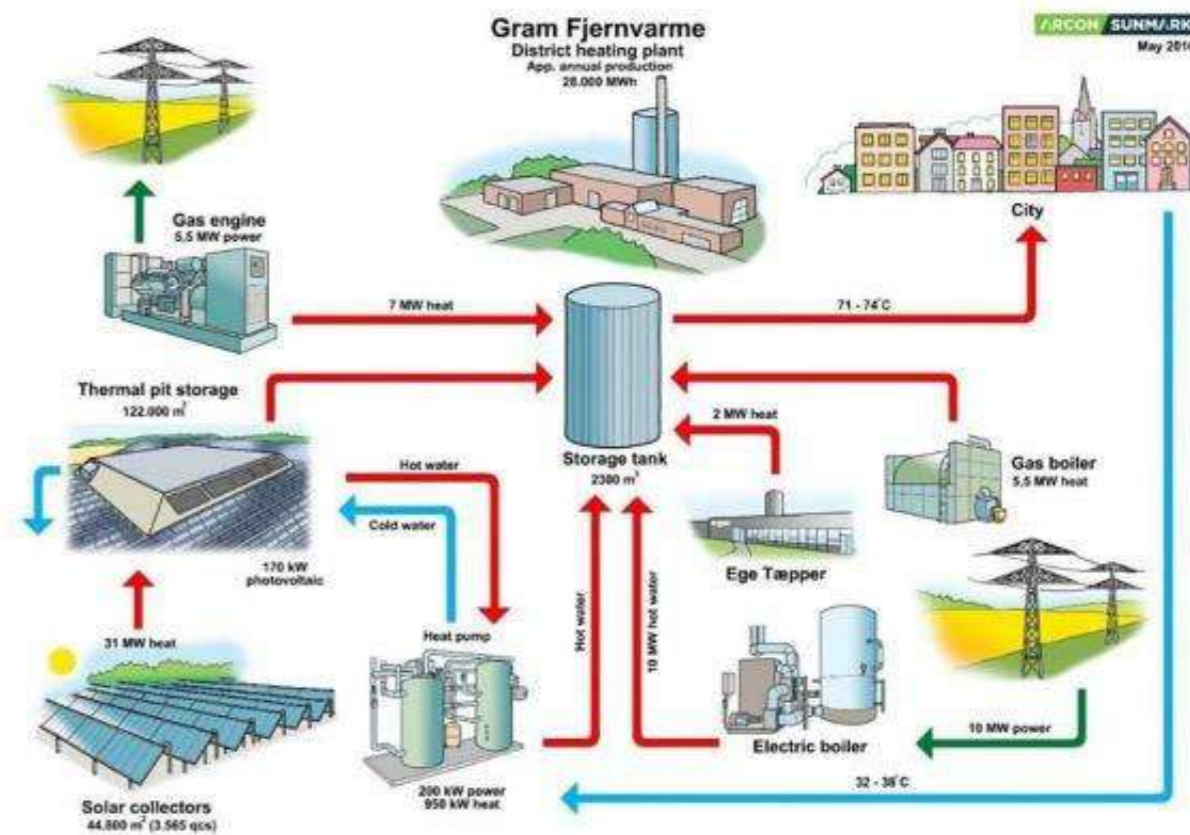 Gram Fjernvarme
District heating plant
App. annual production
28.000 MWh
ARCON SUNMARK
May 2016
Gas engine
5,5 MW power
City
7 MW heat
71 - 74°C
Thermal pit storage
122.000 m³
2 MW heat
Hot water
Storage tank
2300 m³
Gas boiler
5,5 MW heat
Cold water
170 kW
photovoltaic
Ege Tæpper
31 MW heat
Heat pump
Hot water
10 MW hot water
Electric boiler
10 MW power
200 kW power
950 kW heat
32 - 38°C
Solar collectors
44.800 m² (3.565 qcs)